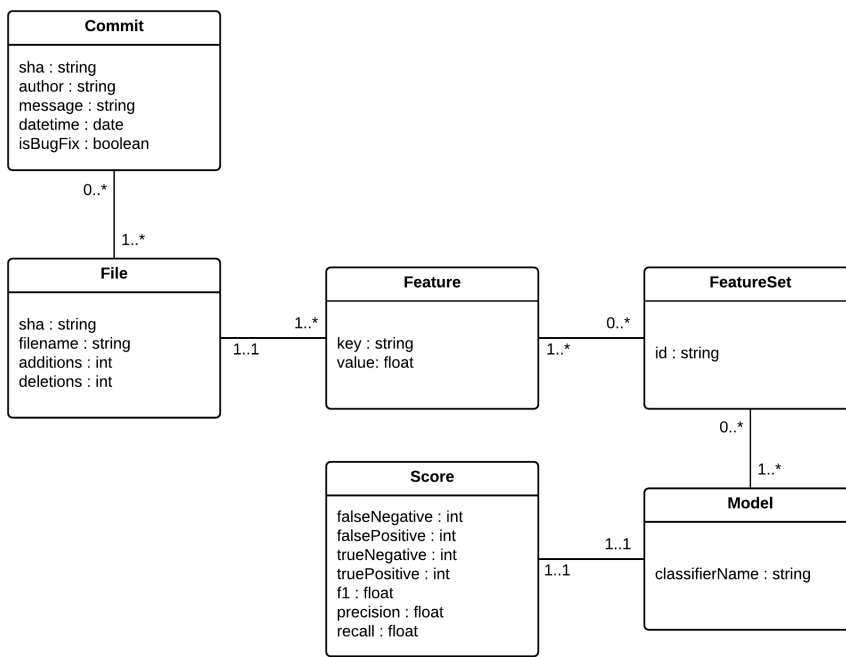 Commit
sha : string
author : string
message : string
datetime : date
isBugFix : boolean
0..*
1..*
File
sha : string
filename : string
additions : int
deletions : int
1..1
1..*
Feature
key : string
value: float
1..*
0..*
FeatureSet
id : string
0..*
1..*
Model
classifierName : string
1..1
1..1
Score
falseNegative : int
falsePositive : int
trueNegative : int
truePositive : int
f1 : float
precision : float
recall : float